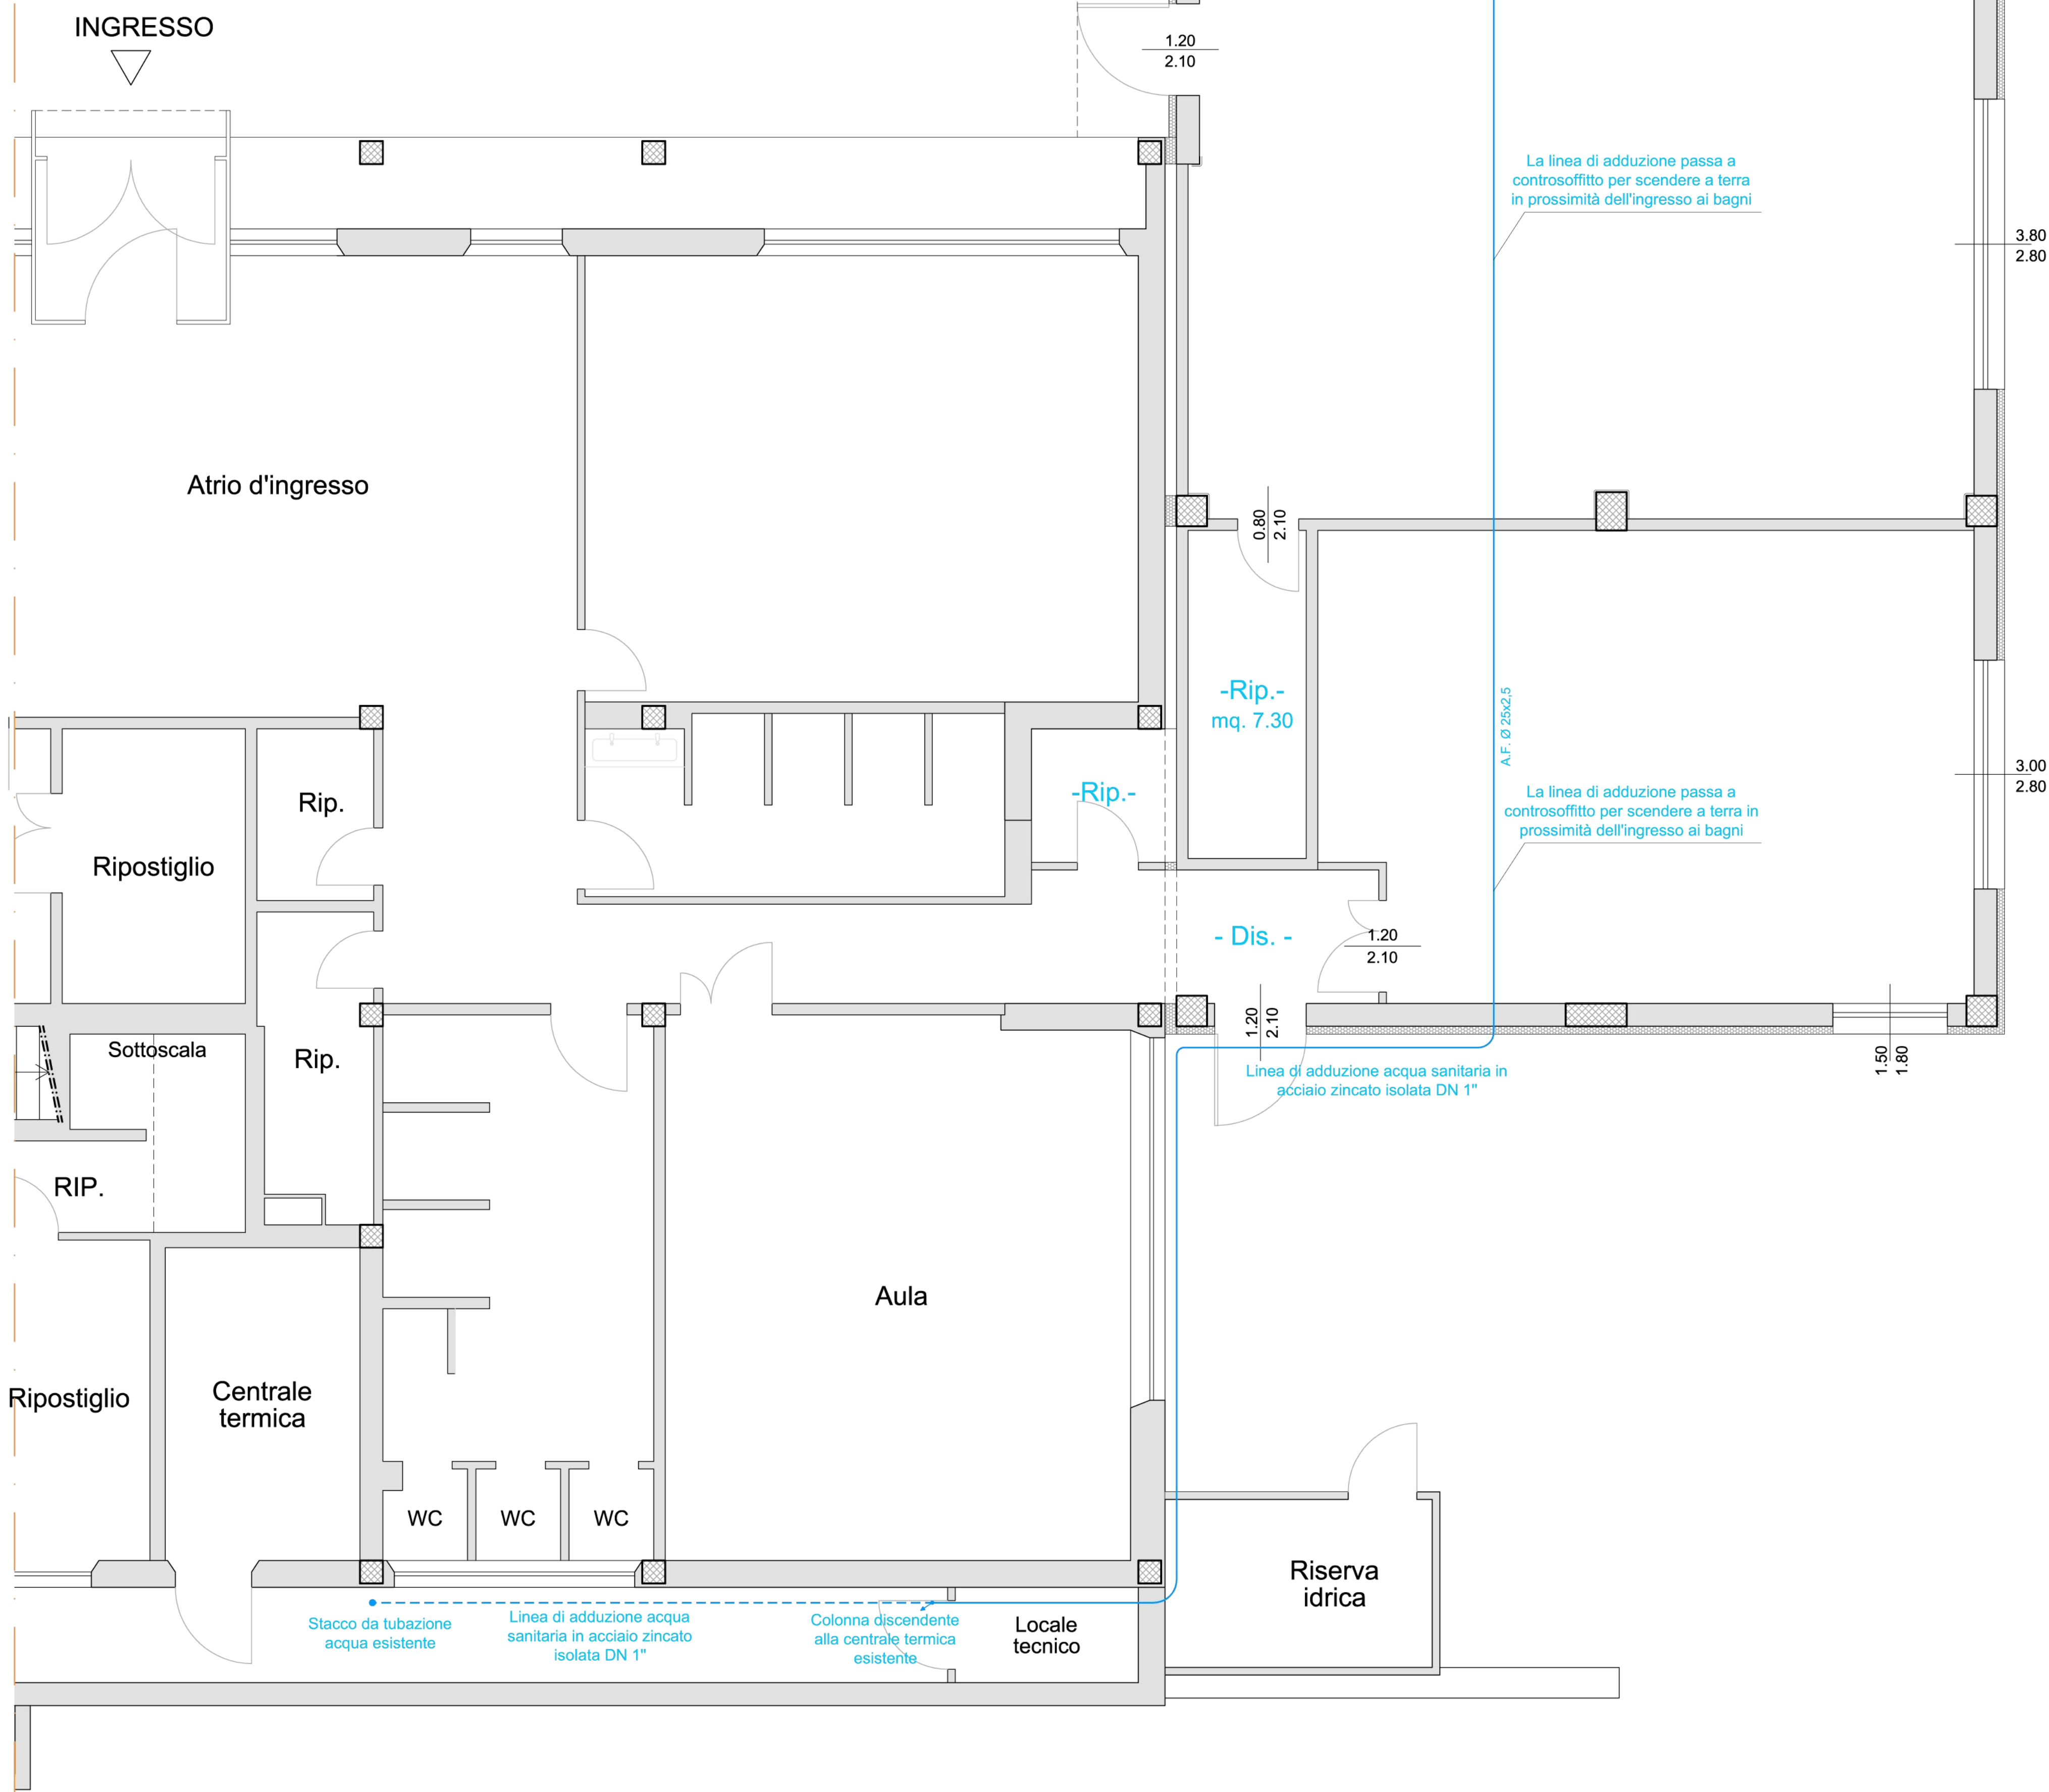 INGRESSO
1.20
2.10
La linea di adduzione passa a
controsoffitto per scendere a terra
in prossimità dell'ingresso ai bagni
3.80
2.80
Atrio d'ingresso
0.80
2.10
-Rip.-
mq. 7.30
A.F. Ø 25x2,5
3.00
2.80
-Rip.-
Rip.
La linea di adduzione passa a
controsoffitto per scendere a terra in
prossimità dell'ingresso ai bagni
Ripostiglio
- Dis. -
1.20
2.10
1.20
2.10
Sottoscala
Rip.
1.50
1.80
Linea di adduzione acqua sanitaria in
acciaio zincato isolata DN 1"
RIP.
Aula
Ripostiglio
Centrale
termica
WC
WC
WC
Riserva
idrica
Stacco da tubazione
acqua esistente
Linea di adduzione acqua
sanitaria in acciaio zincato
isolata DN 1"
Colonna discendente
alla centrale termica
esistente
Locale
tecnico